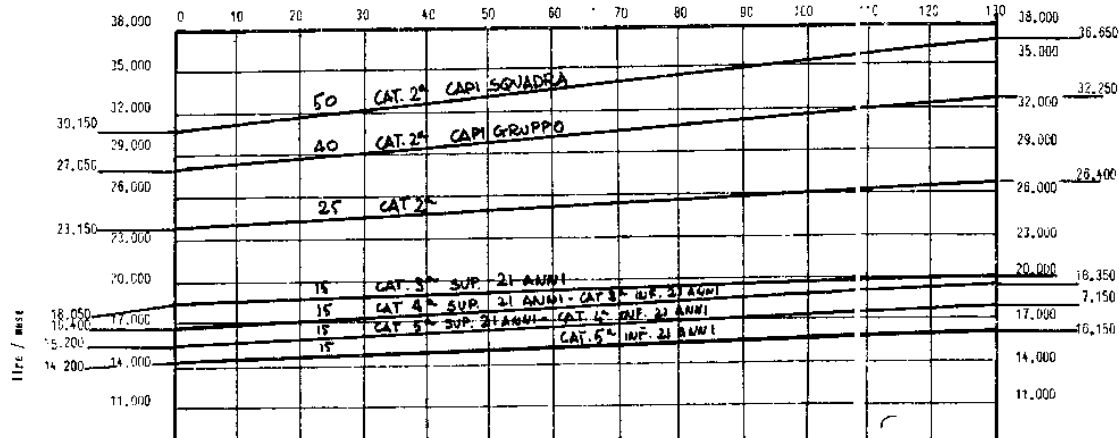 0 10 20 30 40 50 60 70 80 90 100 110 120 130
38,000 38,000
36,650
35,000 35,000
50 CAT. 2ª CAPI SQUADRA
32,250
32,000 32,000
30,150
40 CAT. 2ª CAPI GRUPPO
29,000 29,000
27,650
26,400
26,000 26,000
25 CAT 2ª
23,150
23,000 23,000
20,000 20,000
15 CAT. 3ª SUP. 21 ANNI
18,350
15 CAT 4ª SUP. 21 ANNI - CAT 3ª INF. 21 ANNI
18,050
7,150
17,000 17,000
16,400
15 CAT 5ª SUP. 21 ANNI - CAT. 4ª INF. 21 ANNI
16,150
15,200
15 CAT. 5ª INF. 21 ANNI
14,200 14,000 14,000
11,000 11,000
lire / mese